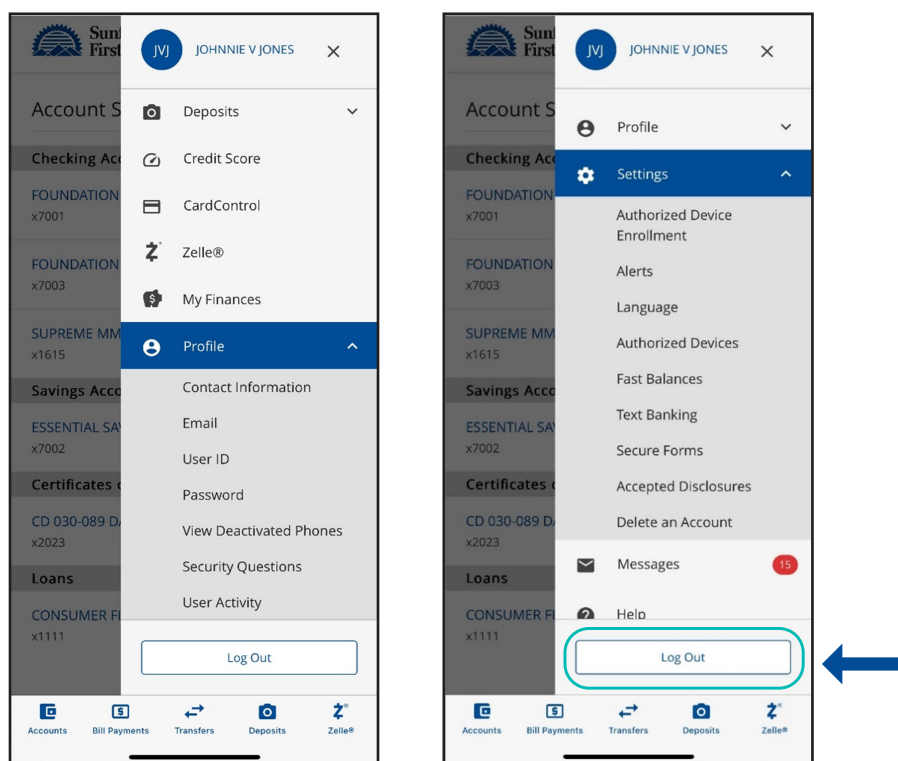 Sun
First
JVJ
JOHNNIE V JONES
Account S
Deposits
Checking Acc
Credit Score
FOUNDATION
x7001
CardControl
Zelle®
FOUNDATION
x7003
My Finances
SUPREME MM
x1615
Profile
Savings Acco
Contact Information
ESSENTIAL SA
x7002
Email
User ID
Certificates
Password
CD 030-089 D
x2023
View Deactivated Phones
Loans
Security Questions
CONSUMER F
x1111
User Activity
Log Out
Accounts
Bill Payments
Transfers
Deposits
Zelle®
Sun
First
JVJ
JOHNNIE V JONES
Account S
Profile
Checking Acc
Settings
FOUNDATION
x7001
Authorized Device
Enrollment
FOUNDATION
x7003
Alerts
Language
SUPREME MM
x1615
Authorized Devices
Savings Acco
Fast Balances
ESSENTIAL SA
x7002
Text Banking
Secure Forms
Certificates
Accepted Disclosures
CD 030-089 D
x2023
Delete an Account
Loans
Messages
15
CONSUMER F
x1111
Help
Log Out
Accounts
Bill Payments
Transfers
Deposits
Zelle®